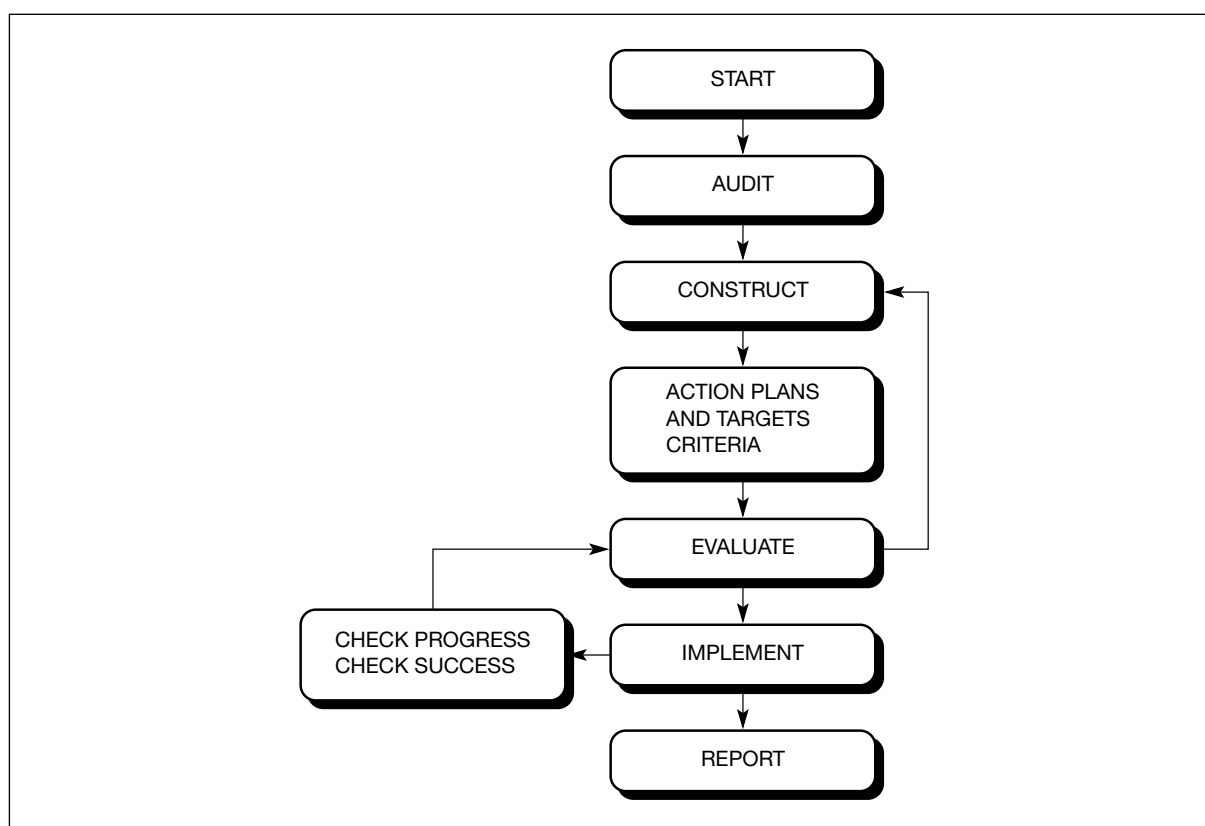 START
AUDIT
CONSTRUCT
ACTION PLANS
AND TARGETS
CRITERIA
EVALUATE
CHECK PROGRESS
CHECK SUCCESS
IMPLEMENT
REPORT